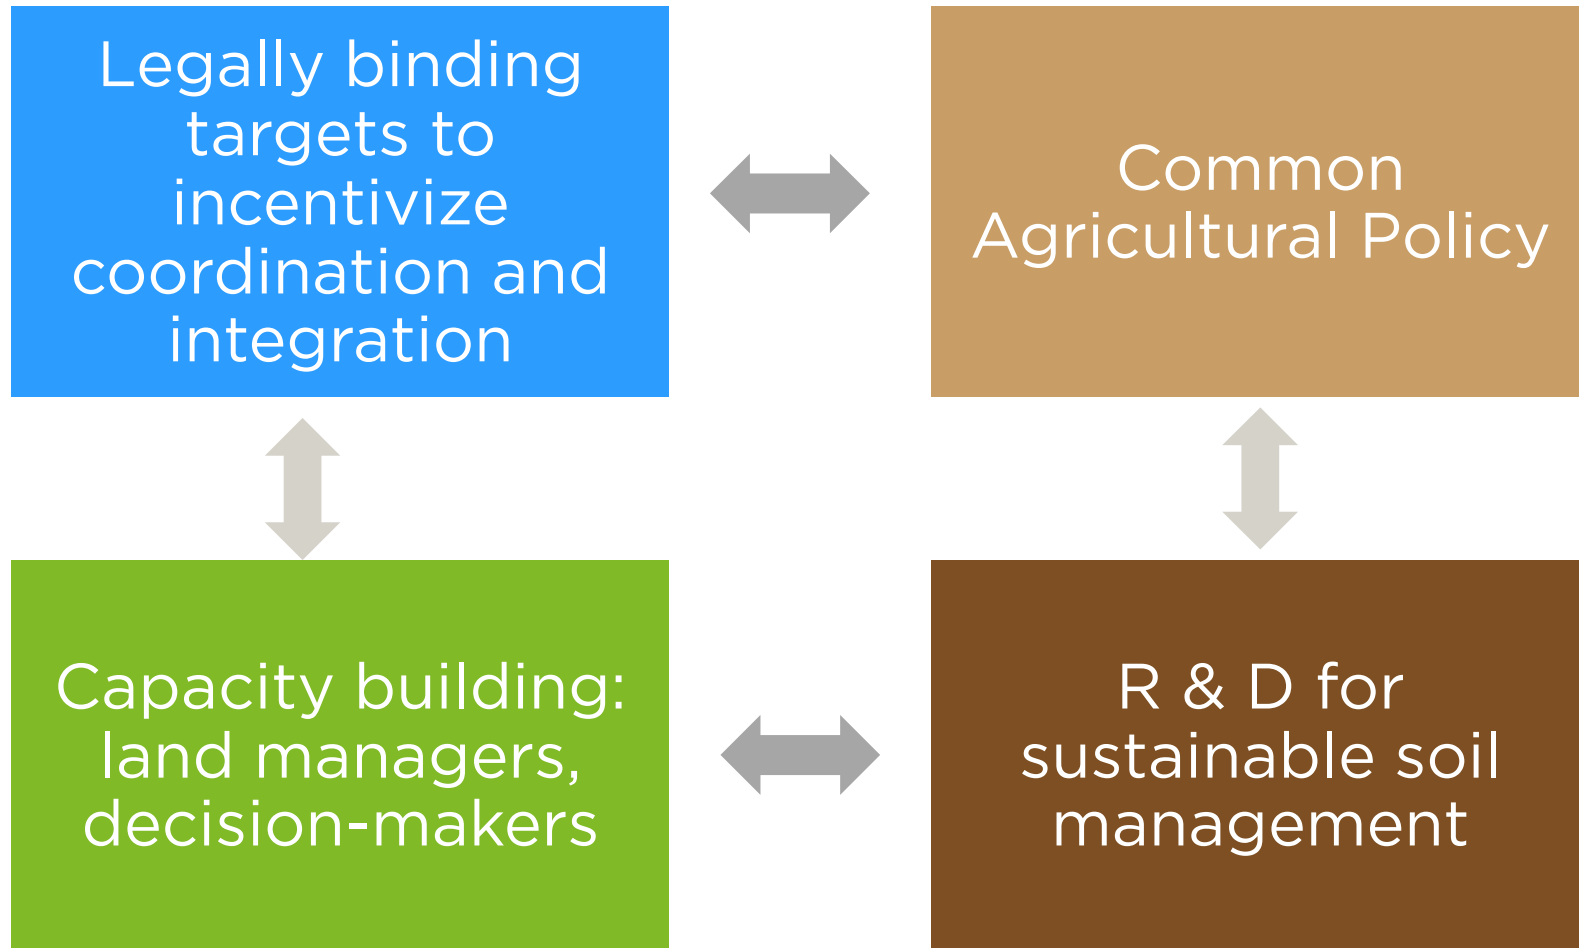 Legally binding
targets to
incentivize
coordination and
integration
Common
Agricultural Policy
Capacity building:
land managers,
decision-makers
R & D for
sustainable soil
management